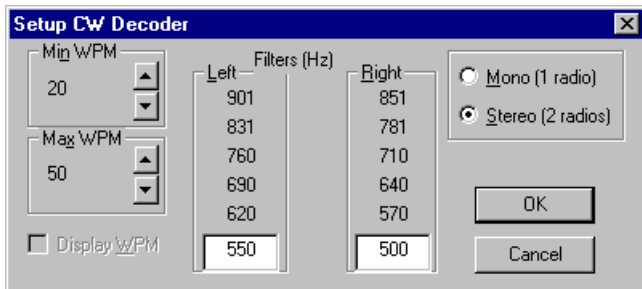 Setup CW Decoder
Min WPM
20
Max WPM
50
Display WPM
Filters (Hz)
Left
901
831
760
690
620
550
Right
851
781
710
640
570
500
Mono (1 radio)
Stereo (2 radios)
OK
Cancel